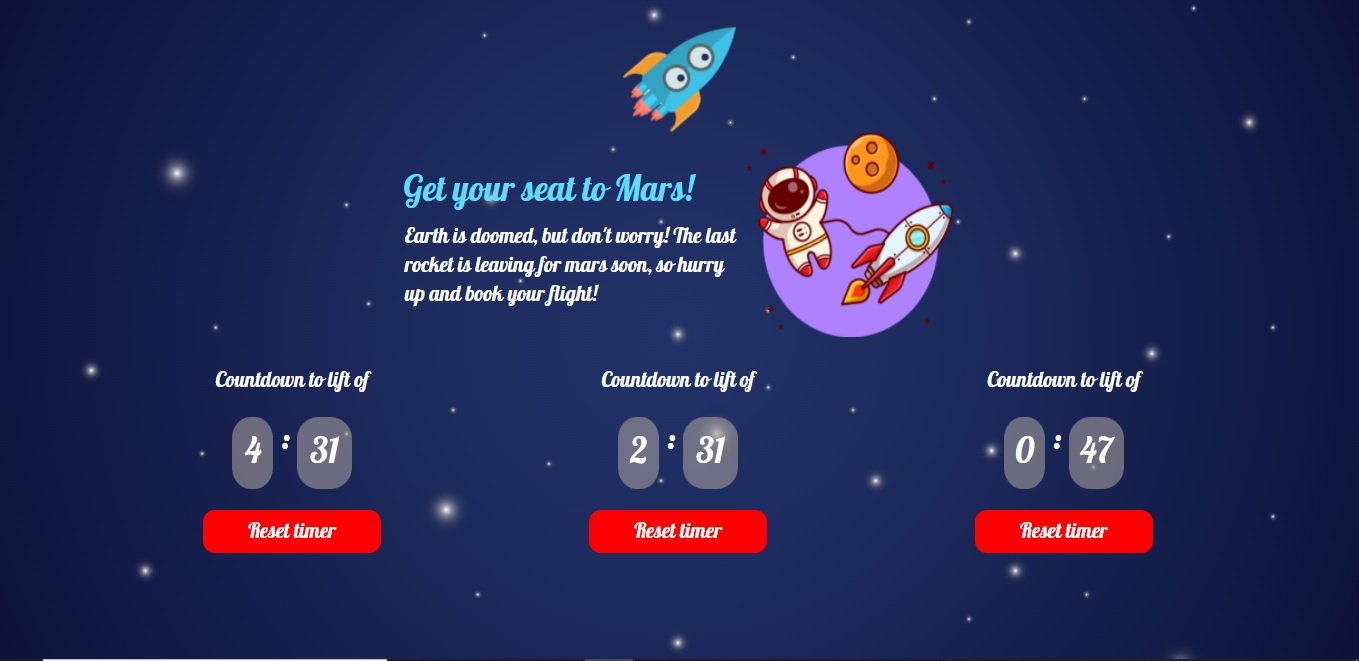 Get your seat to Mars!
Earth is doomed, but don't worry! The last
rocket is leaving for mars soon, so hurry
up and book your flight!
Countdown to lift of
4 : 31
Reset timer
Countdown to lift of
2 : 31
Reset timer
Countdown to lift of
0 : 47
Reset timer